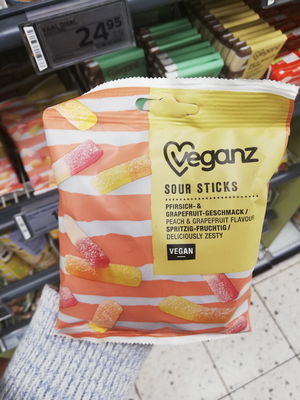 24.95
Veganz
SOUR STICKS
PFIRSICH- &
GRAPEFRUIT-GESCHMACK /
PEACH & GRAPEFRUIT FLAVOUR
SPRITZIG-FRUCHTIG /
DELICIOUSLY ZESTY
VEGAN